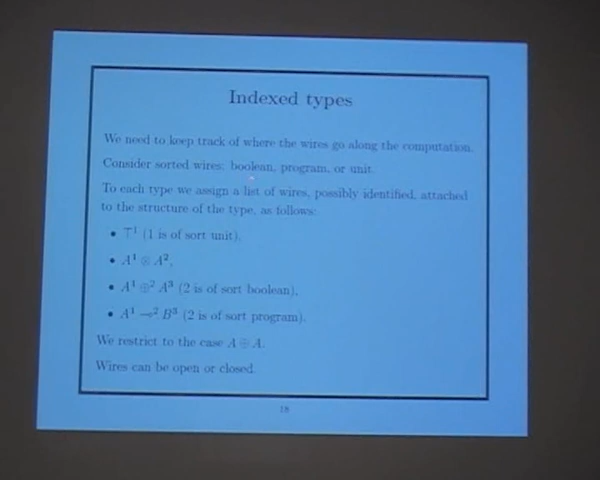 Indexed types
We need to keep track of where the wires go along the computation.
Consider sorted wires: boolean, program, or unit.
To each type we assign a list of wires, possibly identified, attached
to the structure of the type, as follows:
• ⊤¹ (1 is of sort unit),
• A¹ ⊗ A²,
• A¹ ⊕² A³ (2 is of sort boolean),
• A¹ ⊸² B³ (2 is of sort program).
We restrict to the case A ⊕ A.
Wires can be open or closed.
18